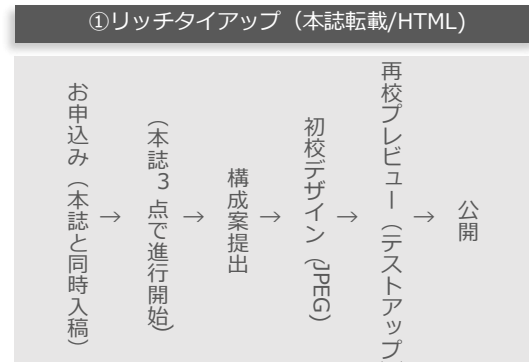 ①リッチタイアップ（本誌転載/HTML）
お申込み（本誌と同時入稿）
→
（本誌3点で進行開始）
→
構成案提出
→
初校デザイン（JPEG）
→
再校プレビュー（テストアップ
→
公開